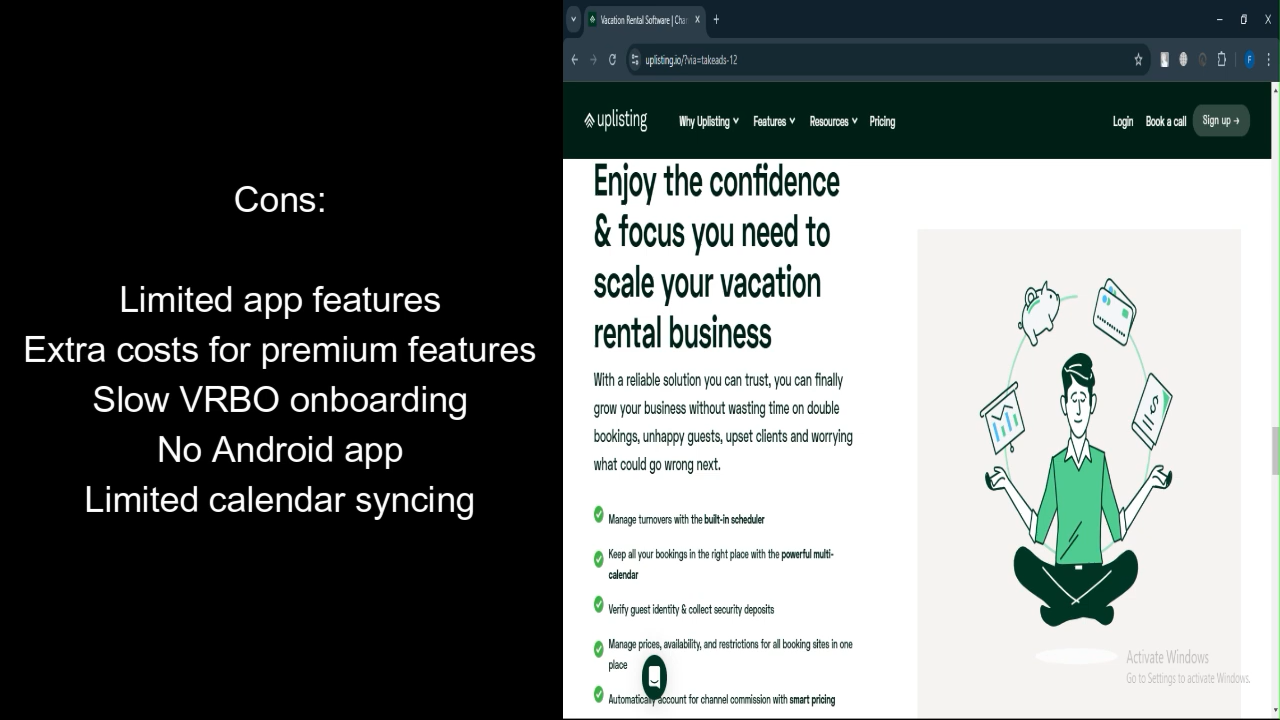 Cons:
Limited app features
Extra costs for premium features
Slow VRBO onboarding
No Android app
Limited calendar syncing
Vacation Rental Software | Cha
uplisting.io/?via=takeads-12
F
uplisting
Why Uplisting
Features
Resources
Pricing
Login
Book a call
Sign up →
Enjoy the confidence
& focus you need to
scale your vacation
rental business
With a reliable solution you can trust, you can finally
grow your business without wasting time on double
bookings, unhappy guests, upset clients and worrying
what could go wrong next.
Manage turnovers with the built-in scheduler
Keep all your bookings in the right place with the powerful multi-
calendar
Verify guest identity & collect security deposits
Manage prices, availability, and restrictions for all booking sites in one
place
Automatically account for channel commission with smart pricing
Activate Windows
Go to Settings to activate Windows.